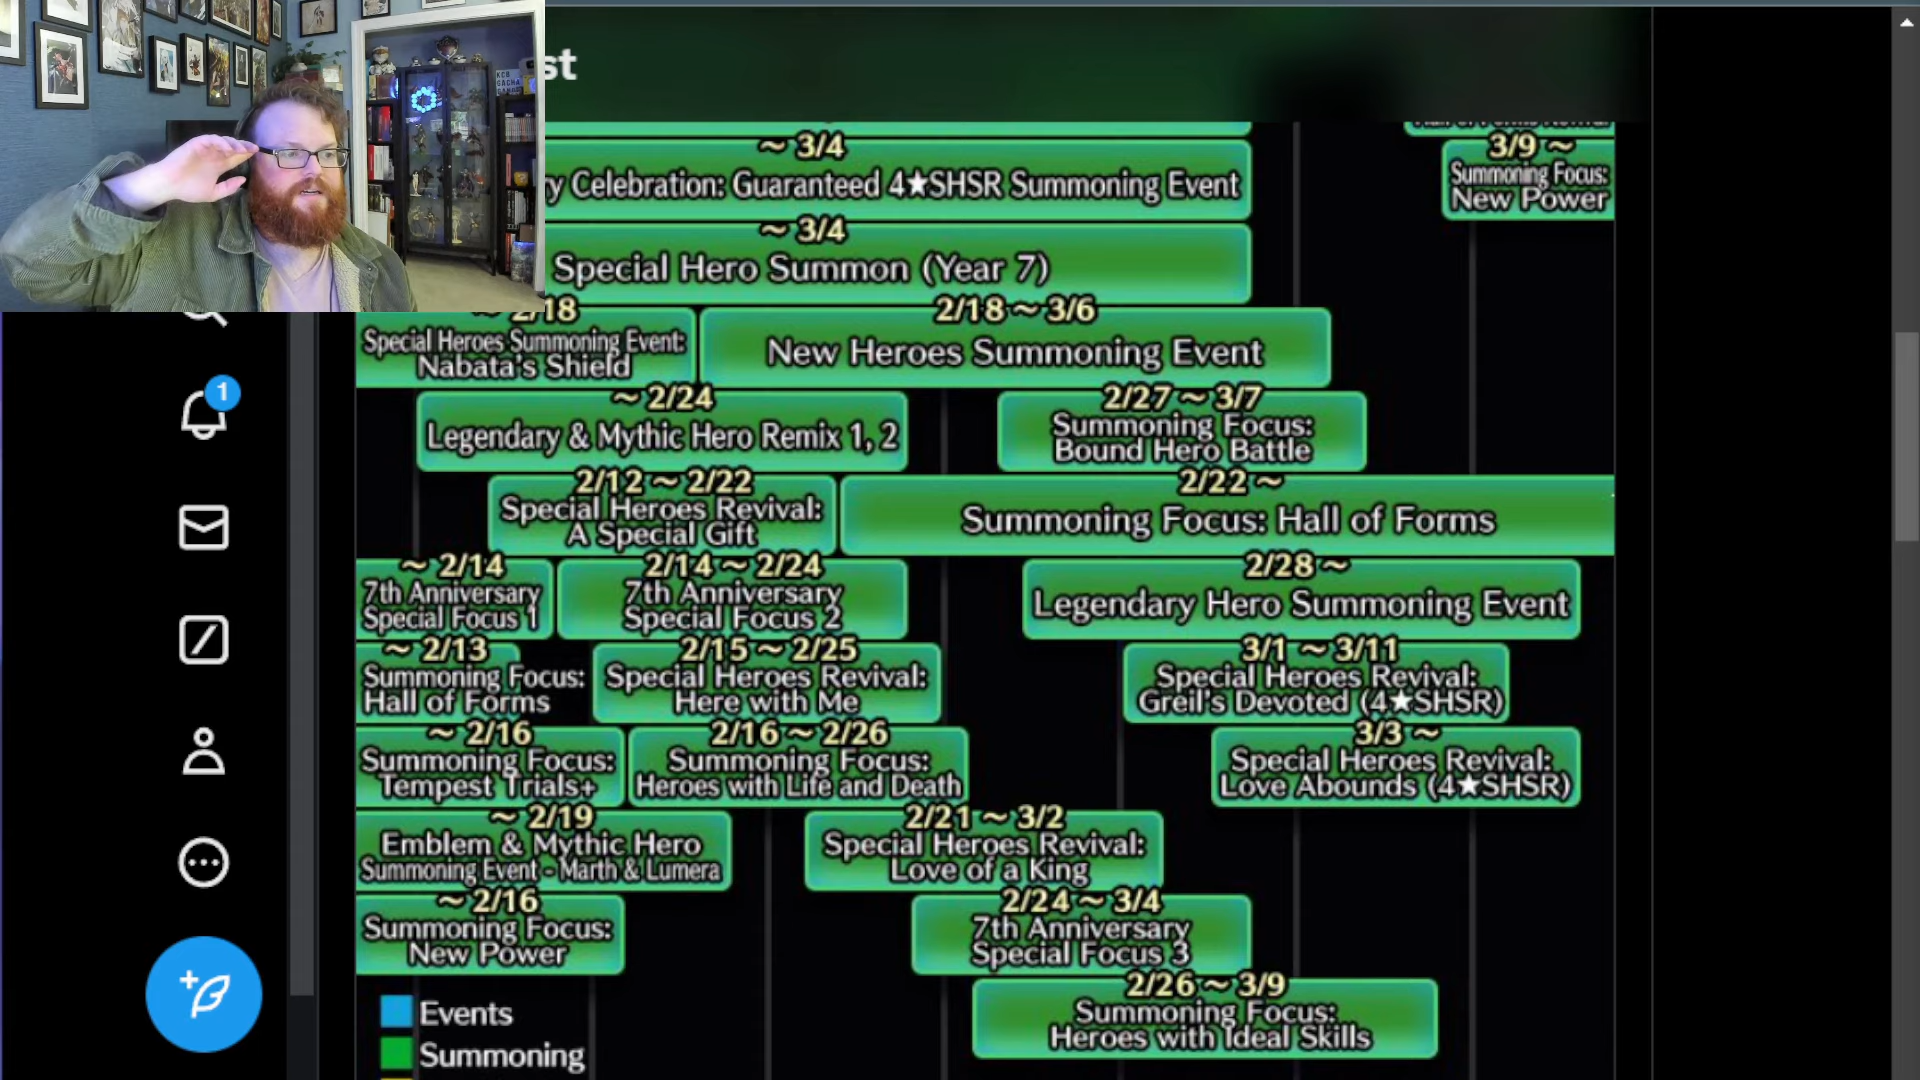 st
~ 3/4
y Celebration: Guaranteed 4★SHSR Summoning Event
3/9 ~
Summoning Focus:
New Power
~ 3/4
Special Hero Summon (Year 7)
~ 2/18
Special Heroes Summoning Event:
Nabata's Shield
2/18 ~ 3/6
New Heroes Summoning Event
~ 2/24
Legendary & Mythic Hero Remix 1, 2
2/27 ~ 3/7
Summoning Focus:
Bound Hero Battle
2/12 ~ 2/22
Special Heroes Revival:
A Special Gift
2/22 ~
Summoning Focus: Hall of Forms
~ 2/14
7th Anniversary
Special Focus 1
2/14 ~ 2/24
7th Anniversary
Special Focus 2
2/28 ~
Legendary Hero Summoning Event
~ 2/13
Summoning Focus:
Hall of Forms
2/15 ~ 2/25
Special Heroes Revival:
Here with Me
3/1 ~ 3/11
Special Heroes Revival:
Greil's Devoted (4★SHSR)
~ 2/16
Summoning Focus:
Tempest Trials+
2/16 ~ 2/26
Summoning Focus:
Heroes with Life and Death
3/3 ~
Special Heroes Revival:
Love Abounds (4★SHSR)
~ 2/19
Emblem & Mythic Hero
Summoning Event - Marth & Lumera
2/21 ~ 3/2
Special Heroes Revival:
Love of a King
~ 2/16
Summoning Focus:
New Power
2/24 ~ 3/4
7th Anniversary
Special Focus 3
2/26 ~ 3/9
Summoning Focus:
Heroes with Ideal Skills
Events
Summoning
1